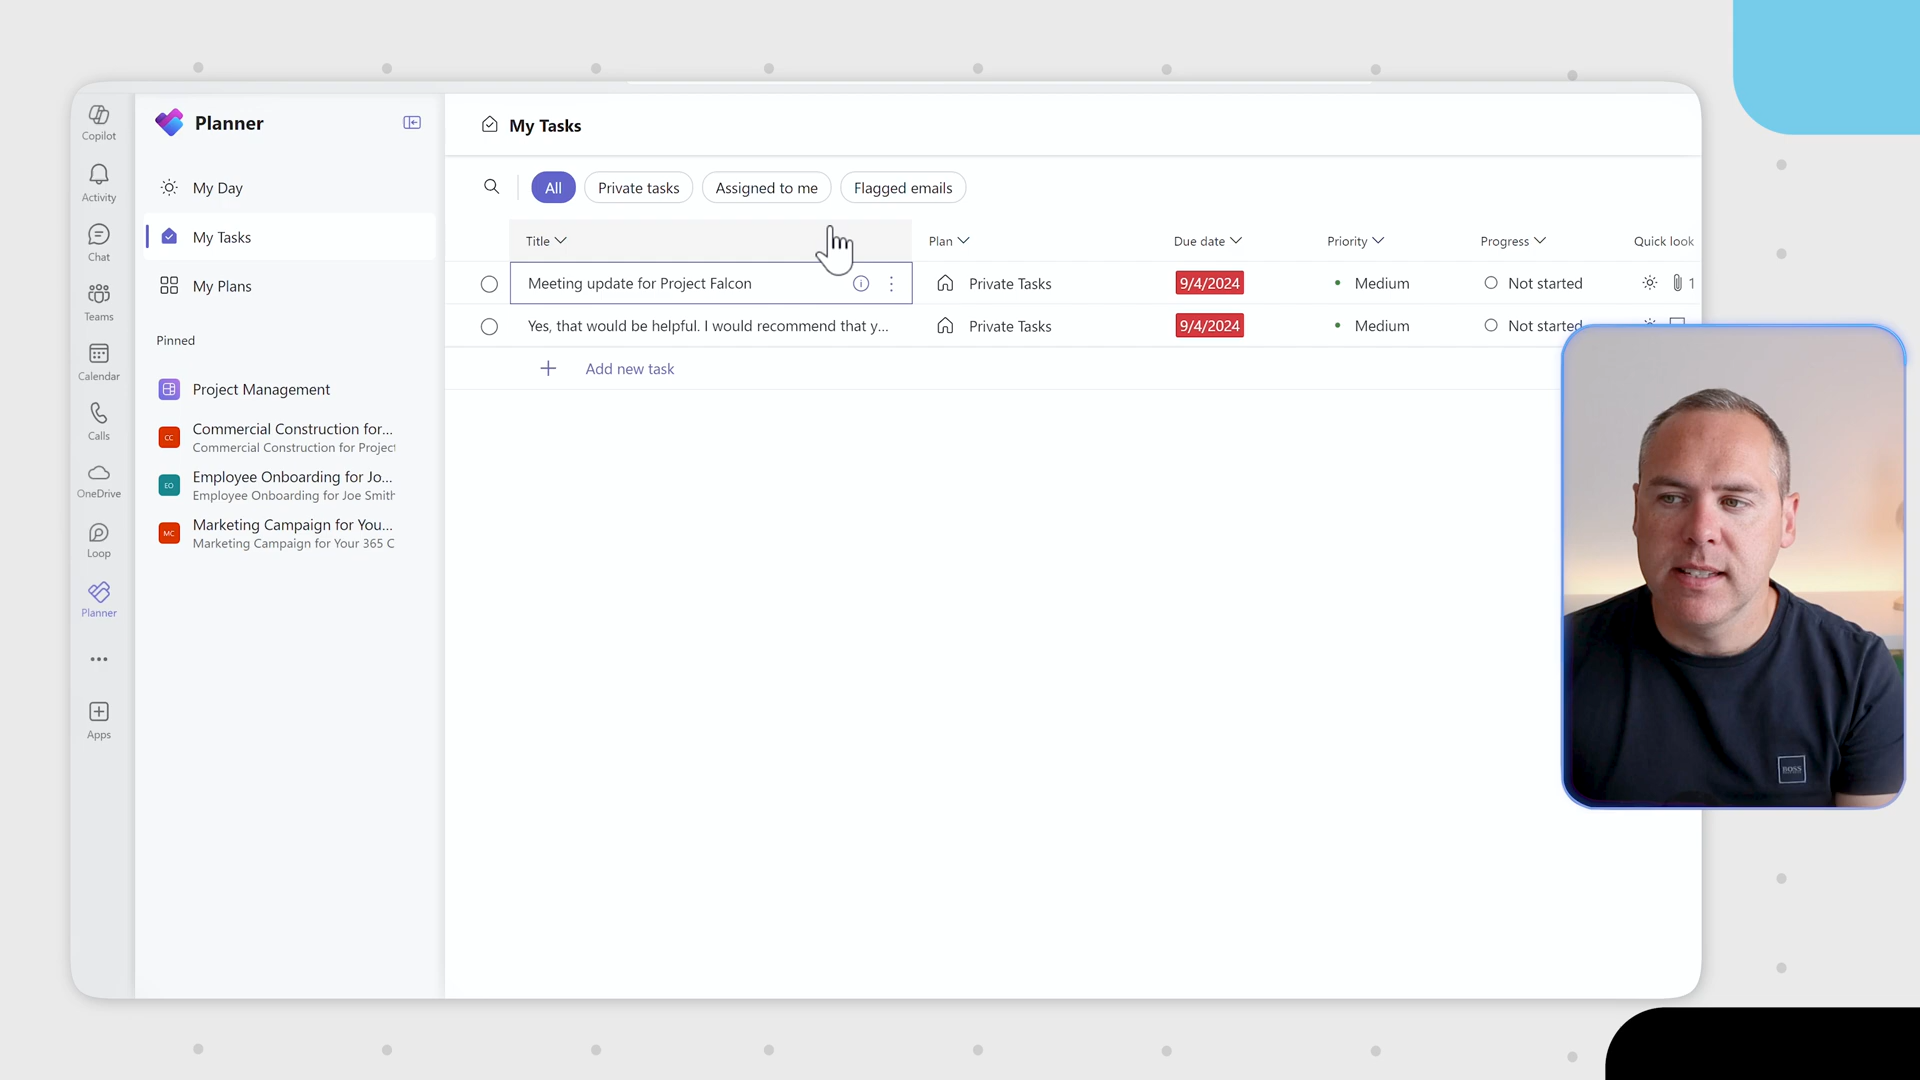 Copilot
Activity
Chat
Teams
Calendar
Calls
OneDrive
Loop
Planner
Apps
Planner
My Day
My Tasks
My Plans
Pinned
Project Management
CC
Commercial Construction for...
Commercial Construction for Project
EO
Employee Onboarding for Jo...
Employee Onboarding for Joe Smith
MC
Marketing Campaign for You...
Marketing Campaign for Your 365 C
My Tasks
All Private tasks Assigned to me Flagged emails
Title Plan Due date Priority Progress Quick look
Meeting update for Project Falcon Private Tasks 9/4/2024 Medium Not started 1
Yes, that would be helpful. I would recommend that y... Private Tasks 9/4/2024 Medium Not started
Add new task
BOSS